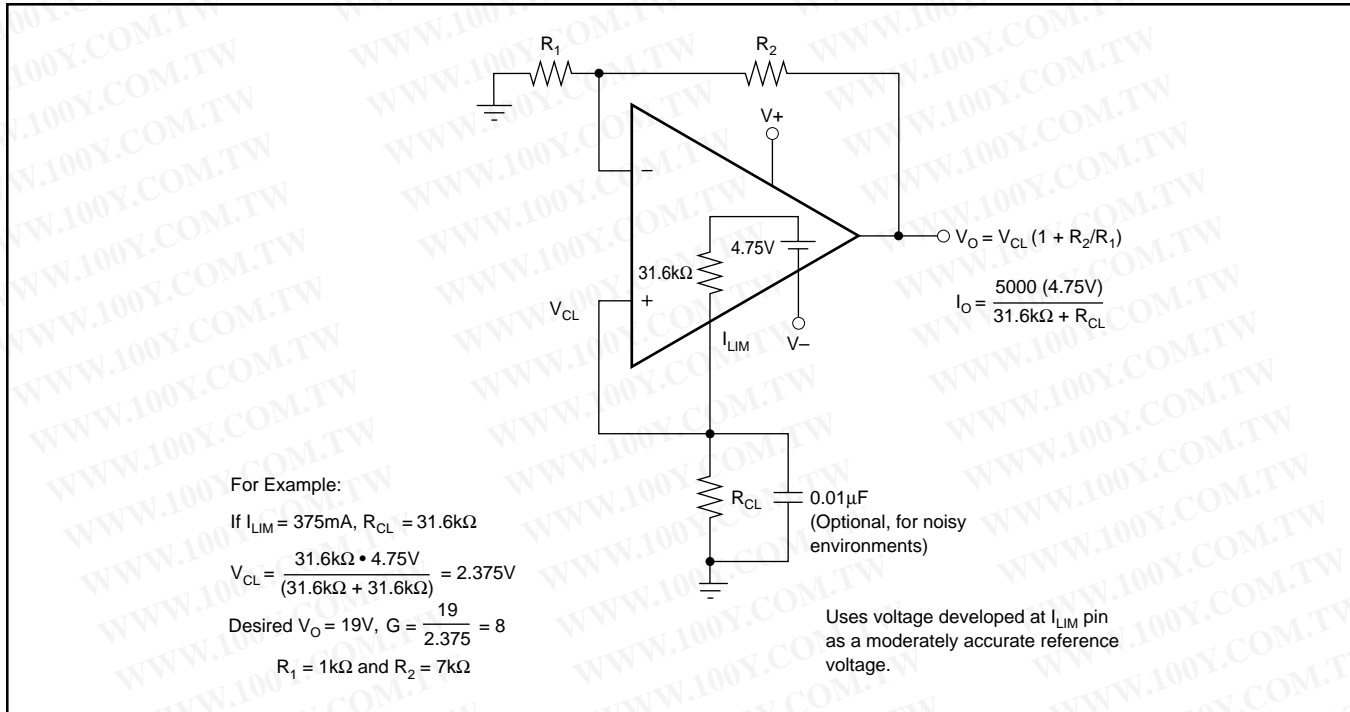 R1
R2
V+
−
4.75V
31.6kΩ
VO = VCL (1 + R2/R1)
IO = 5000 (4.75V) / 31.6kΩ + RCL
VCL
+
ILIM
V–
RCL
0.01μF
(Optional, for noisy
environments)
For Example:
If ILIM = 375mA, RCL = 31.6kΩ
VCL = 31.6kΩ • 4.75V / (31.6kΩ + 31.6kΩ) = 2.375V
Desired VO = 19V, G = 19 / 2.375 = 8
R1 = 1kΩ and R2 = 7kΩ
Uses voltage developed at ILIM pin
as a moderately accurate reference
voltage.
WWW.100Y.COM.TW